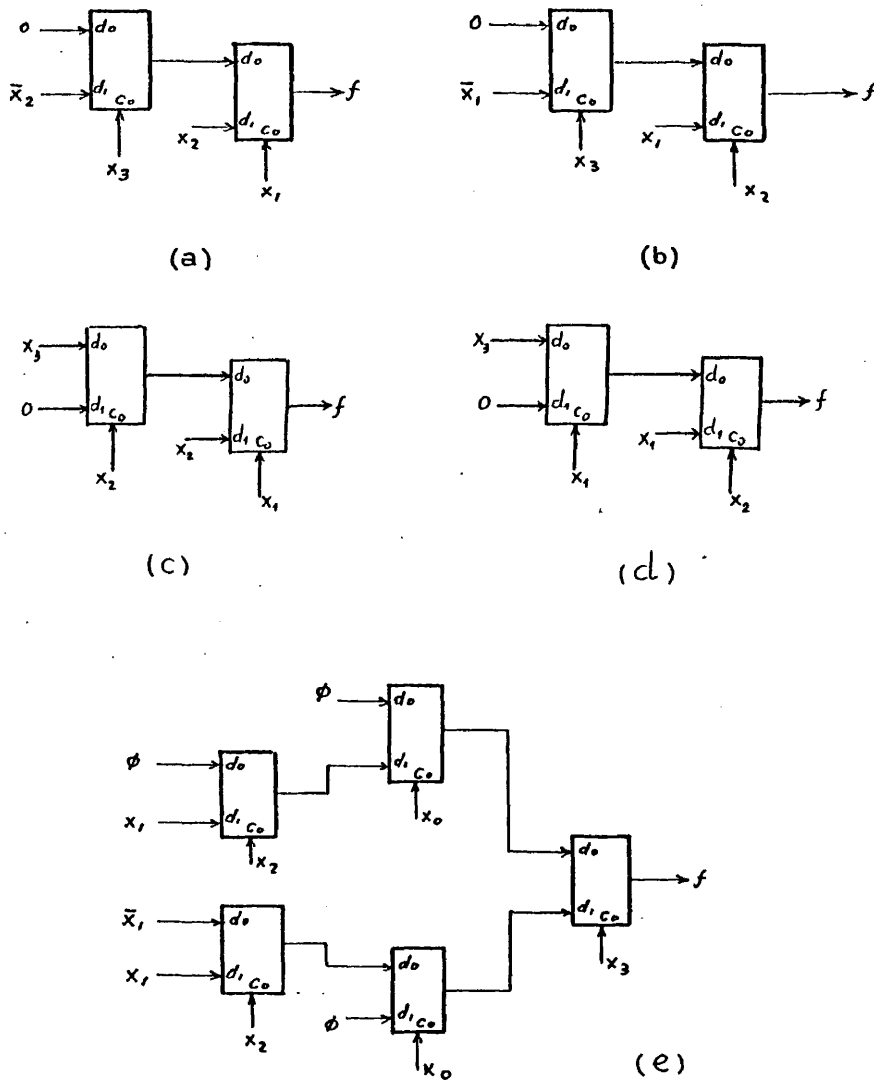 0 d₀
x̄₂ d₁ c₀
x₃
d₀
x₂ d₁ c₀
x₁
f
(a)
0 d₀
x̄₁ d₁ c₀
x₃
d₀
x₁ d₁ c₀
x₂
f
(b)
x₃ d₀
0 d₁ c₀
x₂
d₀
x₂ d₁ c₀
x₁
f
(c)
x₃ d₀
0 d₁ c₀
x₁
d₀
x₁ d₁ c₀
x₂
f
(d)
ϕ d₀
d₁ c₀
x₀
ϕ d₀
x₁ d₁ c₀
x₂
d₀
d₁ c₀
x₃
f
x̄₁ d₀
x₁ d₁ c₀
x₂
d₀
ϕ d₁ c₀
x₀
(e)